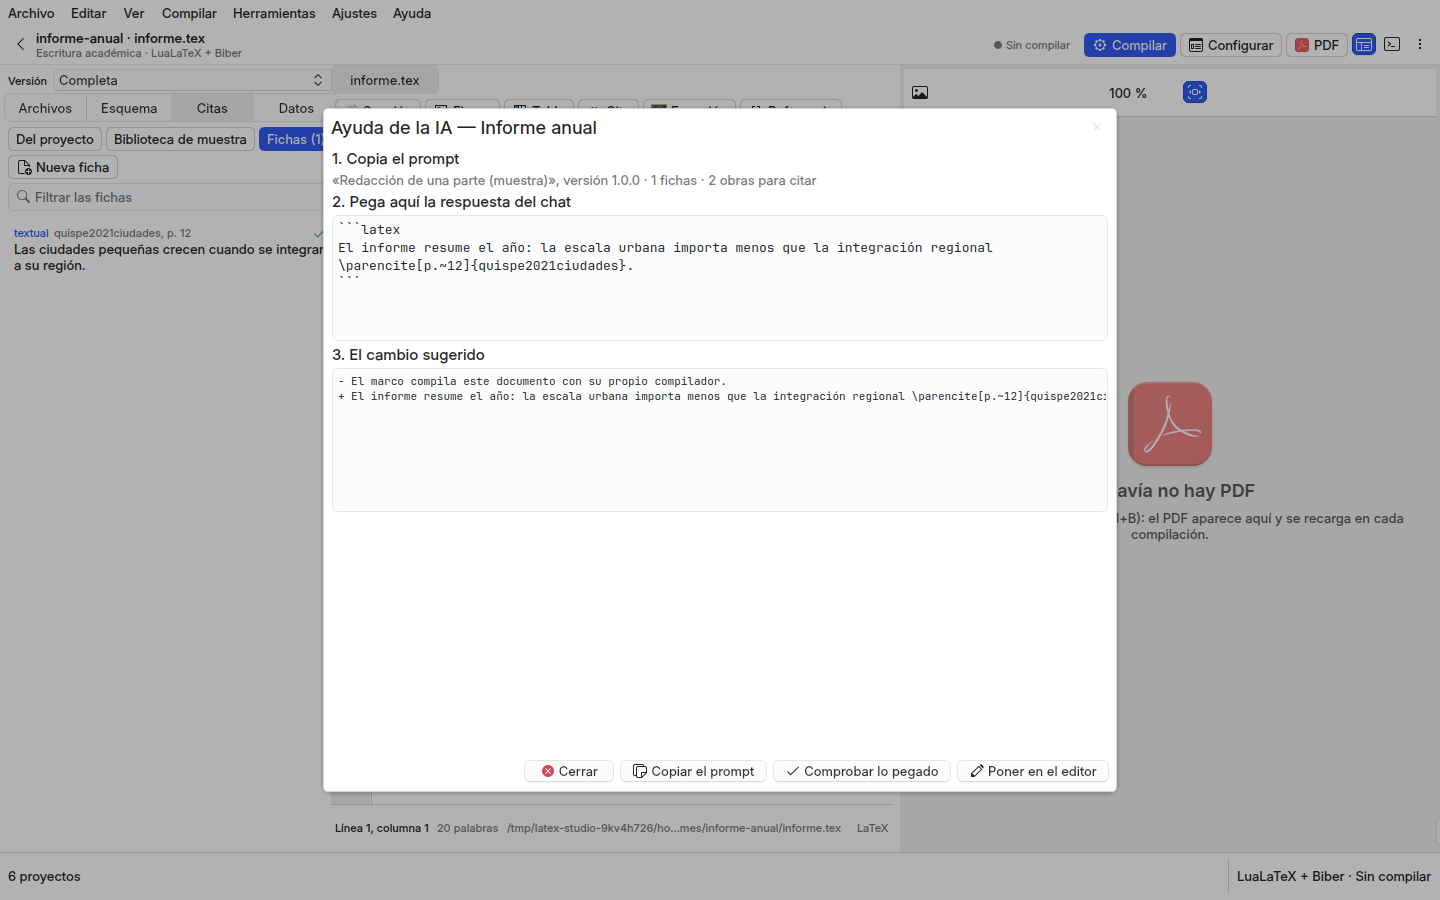 Archivo Editar Ver Compilar Herramientas Ajustes Ayuda
informe-anual · informe.tex
Escritura académica · LuaLaTeX + Biber
Sin compilar
Compilar
Configurar
PDF
Versión Completa
informe.tex
Archivos Esquema Citas Datos
100 %
Del proyecto Biblioteca de muestra Fichas (1)
Nueva ficha
Filtrar las fichas
textual quispe2021ciudades, p. 12
Las ciudades pequeñas crecen cuando se integran
a su región.
Ayuda de la IA — Informe anual
1. Copia el prompt
«Redacción de una parte (muestra)», versión 1.0.0 · 1 fichas · 2 obras para citar
2. Pega aquí la respuesta del chat
```latex
El informe resume el año: la escala urbana importa menos que la integración regional
\parencite[p.~12]{quispe2021ciudades}.
```
3. El cambio sugerido
- El marco compila este documento con su propio compilador.
+ El informe resume el año: la escala urbana importa menos que la integración regional \parencite[p.~12]{quispe2021ci
Cerrar
Copiar el prompt
Comprobar lo pegado
Poner en el editor
avía no hay PDF
l+B): el PDF aparece aquí y se recarga en cada
compilación.
Línea 1, columna 1 20 palabras /tmp/latex-studio-9kv4h726/ho...mes/informe-anual/informe.tex LaTeX
6 proyectos
LuaLaTeX + Biber · Sin compilar